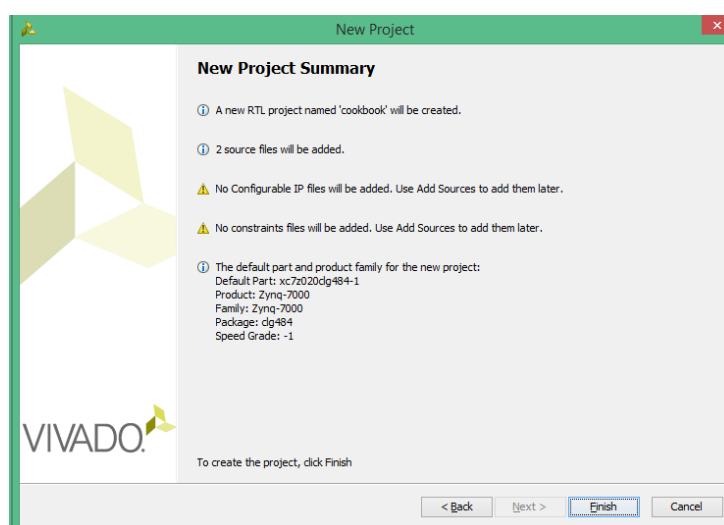 New Project
New Project Summary
A new RTL project named 'cookbook' will be created.
2 source files will be added.
No Configurable IP files will be added. Use Add Sources to add them later.
No constraints files will be added. Use Add Sources to add them later.
The default part and product family for the new project:
Default Part: xc7z020clg484-1
Product: Zynq-7000
Family: Zynq-7000
Package: clg484
Speed Grade: -1
VIVADO.
To create the project, click Finish
< Back
Next >
Finish
Cancel